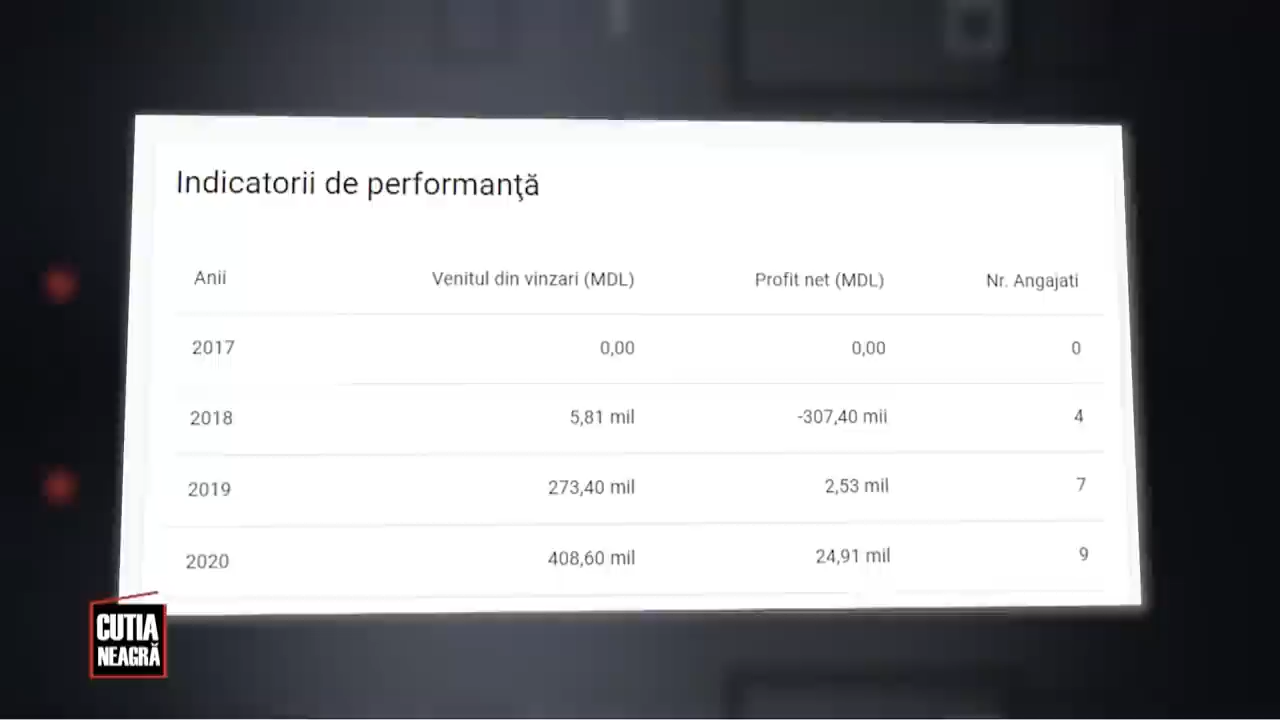 Indicatorii de performanţă
Anii Venitul din vinzari (MDL) Profit net (MDL) Nr. Angajati
2017 0,00 0,00 0
2018 5,81 mil -307,40 mii 4
2019 273,40 mil 2,53 mil 7
2020 408,60 mil 24,91 mil 9
CUTIA
NEAGRĂ